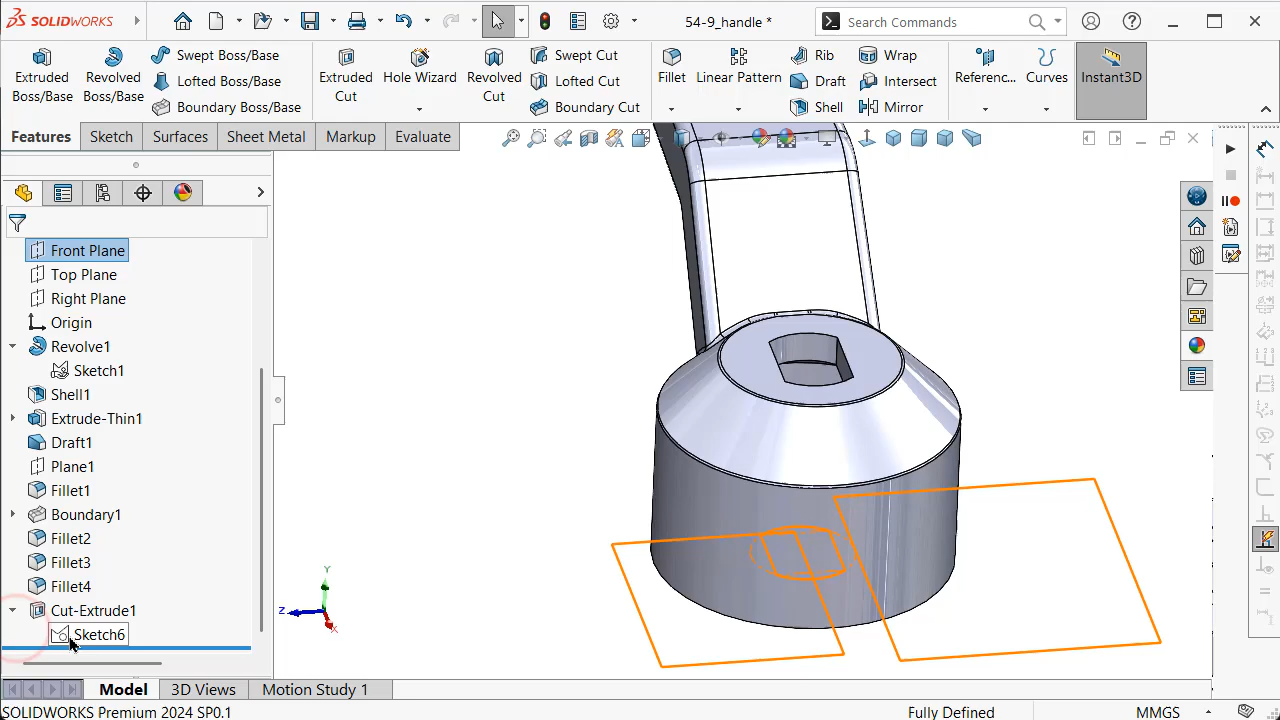 SOLIDWORKS
54-9_handle *
Search Commands
Extruded Boss/Base
Revolved Boss/Base
Swept Boss/Base
Lofted Boss/Base
Boundary Boss/Base
Extruded Cut
Hole Wizard
Revolved Cut
Swept Cut
Lofted Cut
Boundary Cut
Fillet
Linear Pattern
Rib
Draft
Shell
Wrap
Intersect
Mirror
Referenc...
Curves
Instant3D
Features
Sketch
Surfaces
Sheet Metal
Markup
Evaluate
Front Plane
Top Plane
Right Plane
Origin
Revolve1
Sketch1
Shell1
Extrude-Thin1
Draft1
Plane1
Fillet1
Boundary1
Fillet2
Fillet3
Fillet4
Cut-Extrude1
Sketch6
Y
Z
X
Model
3D Views
Motion Study 1
SOLIDWORKS Premium 2024 SP0.1
Fully Defined
MMGS